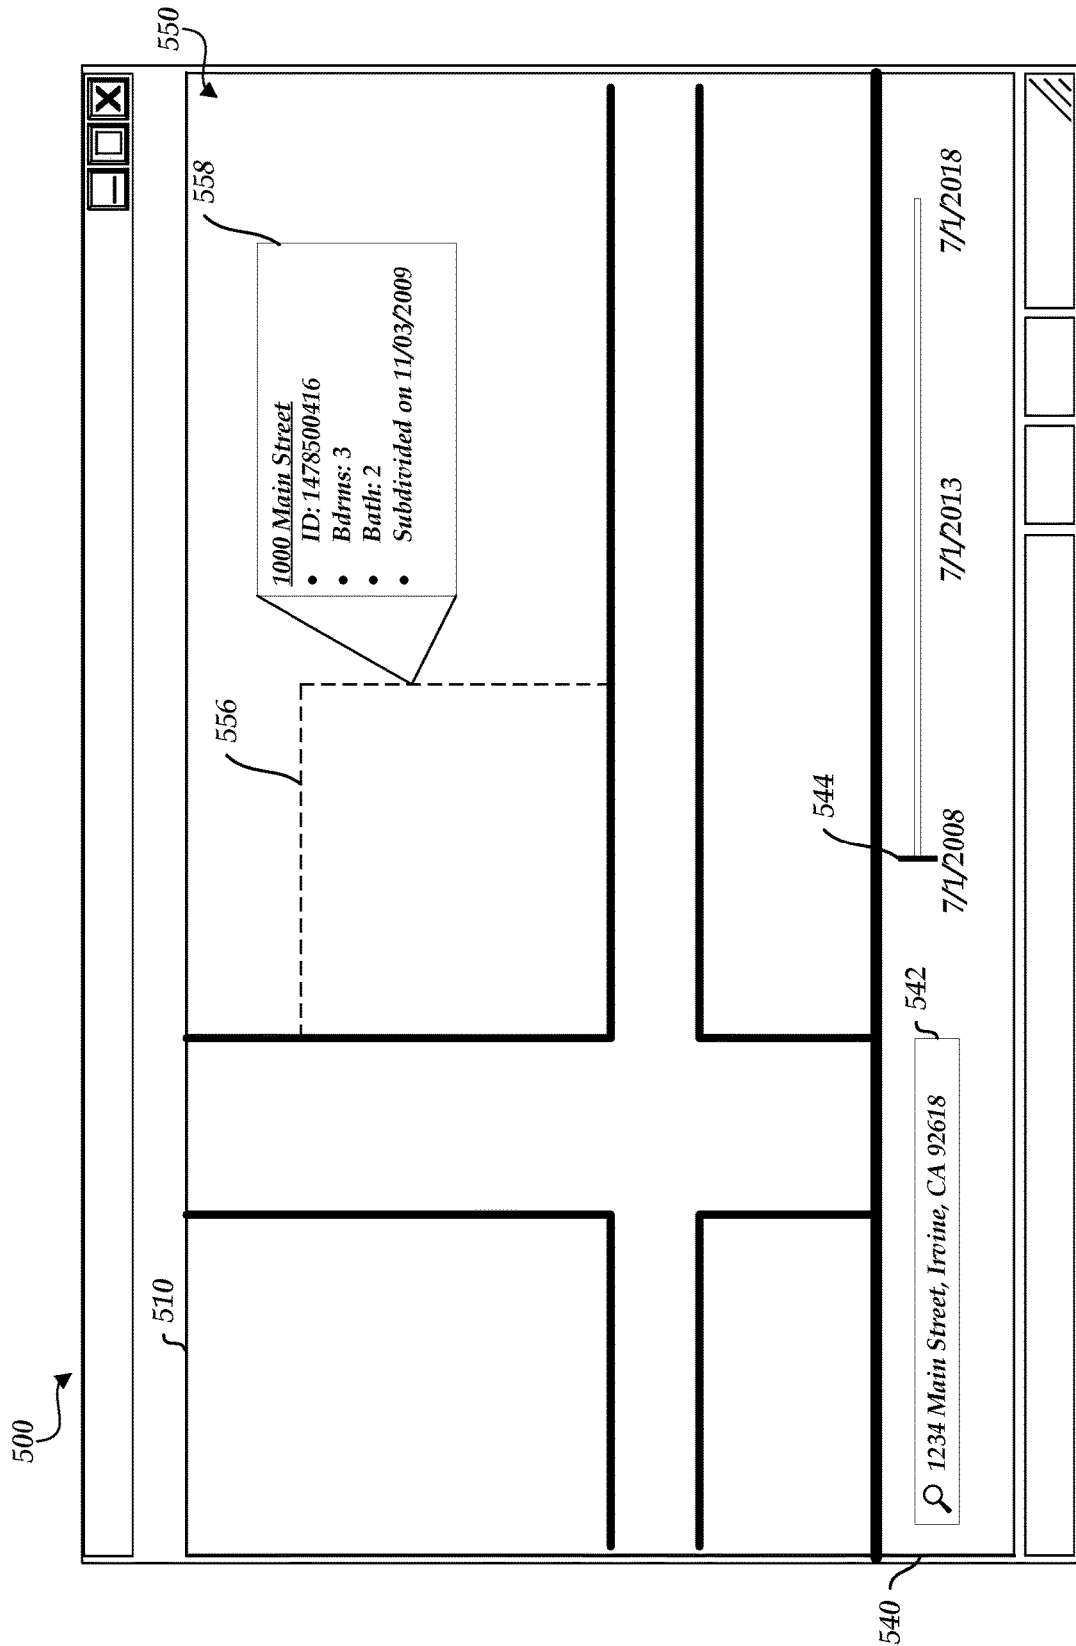 500
510
550
558
1000 Main Street
• ID: 1478500416
• Bdrms: 3
• Bath: 2
• Subdivided on 11/03/2009
556
544
542
1234 Main Street, Irvine, CA 92618
7/1/2008
7/1/2013
7/1/2018
540